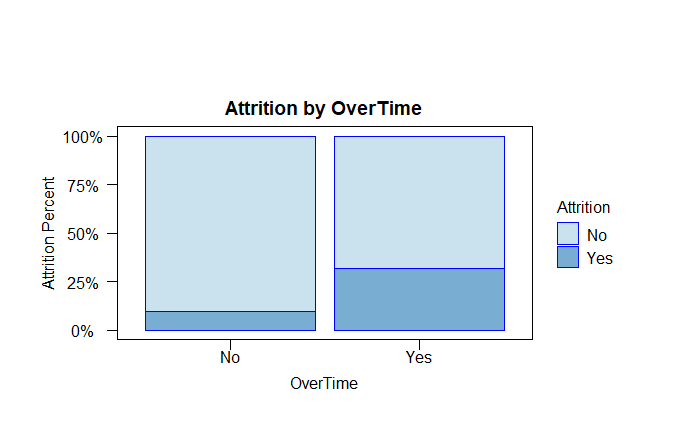 Attrition by OverTime
100%
75%
50%
25%
0%
Attrition Percent
No
Yes
OverTime
Attrition
No
Yes